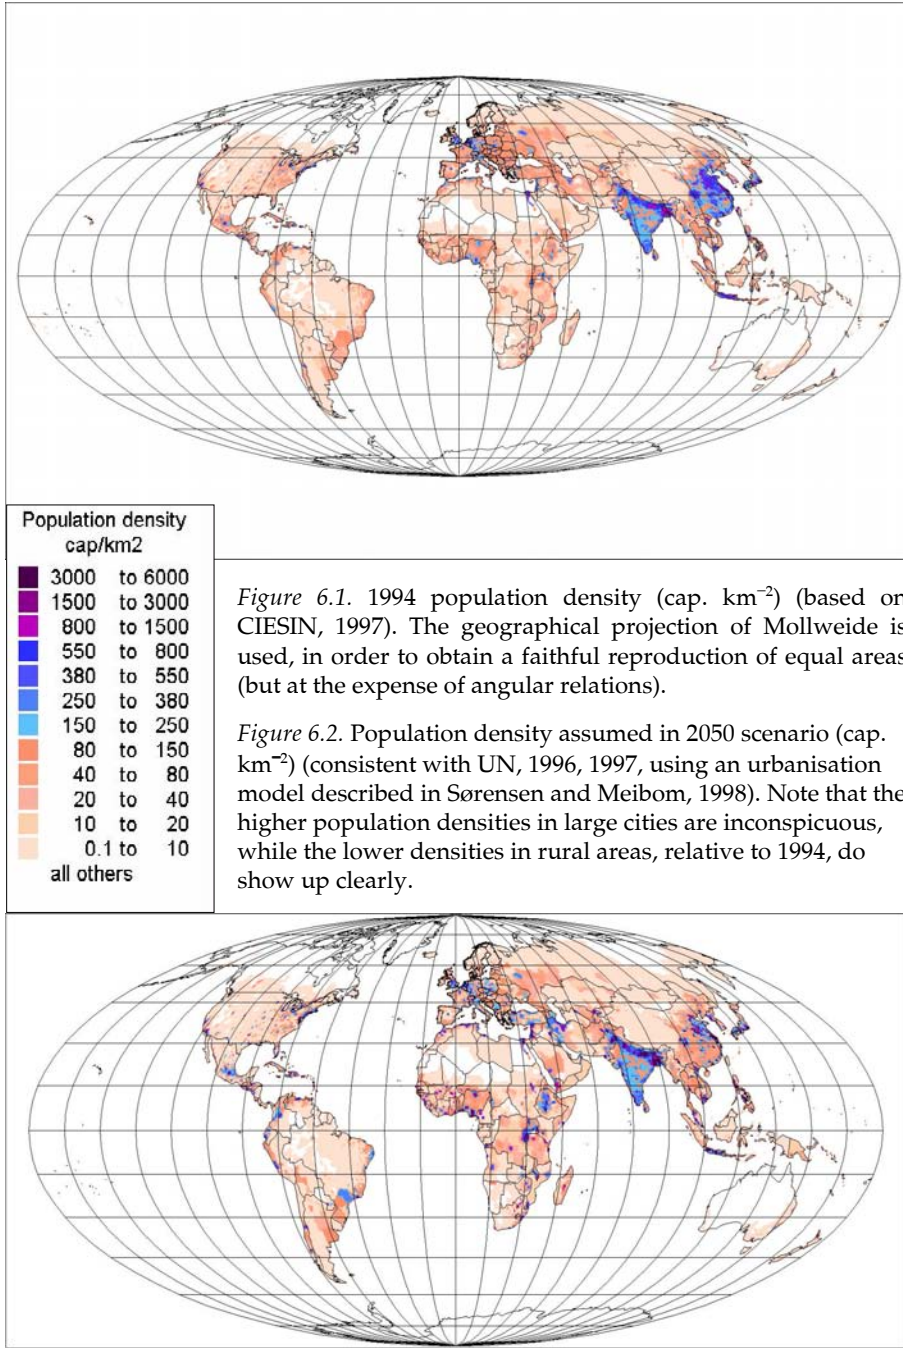 Population density
cap/km2
3000 to 6000
1500 to 3000
800 to 1500
550 to 800
380 to 550
250 to 380
150 to 250
80 to 150
40 to 80
20 to 40
10 to 20
0.1 to 10
all others
Figure 6.1. 1994 population density (cap. km⁻²) (based on
CIESIN, 1997). The geographical projection of Mollweide is
used, in order to obtain a faithful reproduction of equal areas
(but at the expense of angular relations).
Figure 6.2. Population density assumed in 2050 scenario (cap.
km⁻²) (consistent with UN, 1996, 1997, using an urbanisation
model described in Sørensen and Meibom, 1998). Note that the
higher population densities in large cities are inconspicuous,
while the lower densities in rural areas, relative to 1994, do
show up clearly.